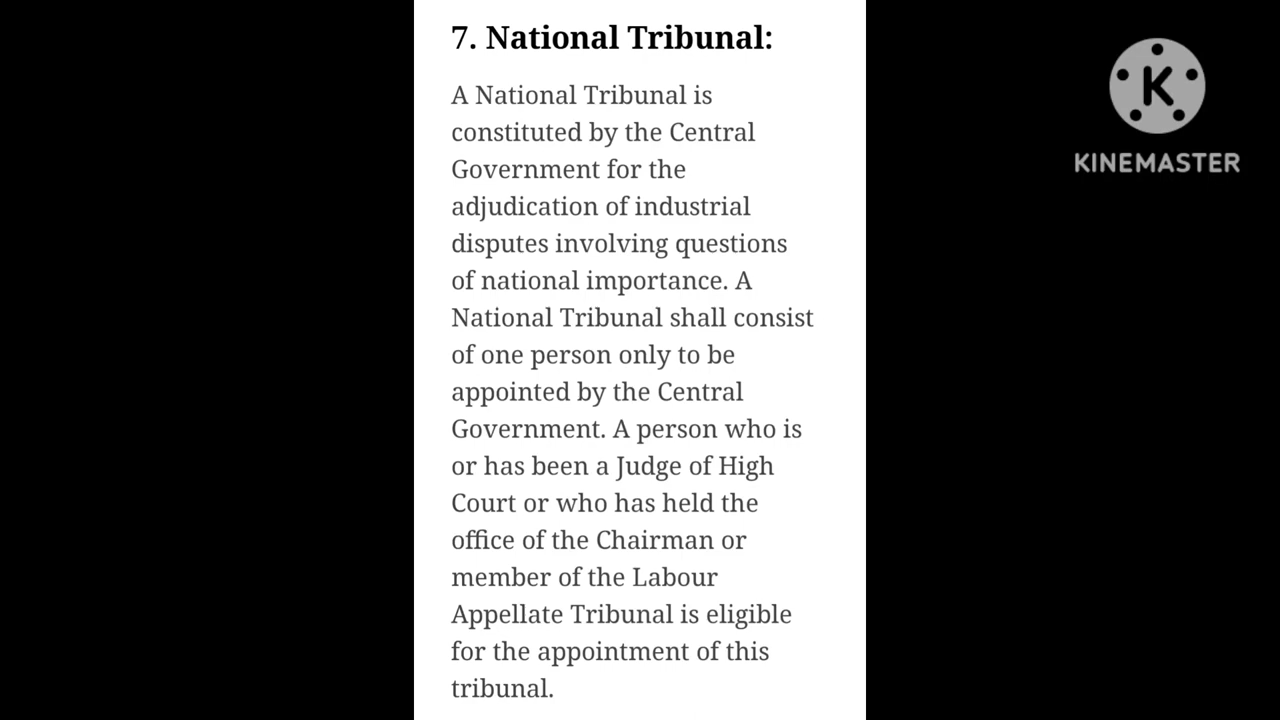 7. National Tribunal:
A National Tribunal is
constituted by the Central
Government for the
adjudication of industrial
disputes involving questions
of national importance. A
National Tribunal shall consist
of one person only to be
appointed by the Central
Government. A person who is
or has been a Judge of High
Court or who has held the
office of the Chairman or
member of the Labour
Appellate Tribunal is eligible
for the appointment of this
tribunal.
K
KINEMASTER